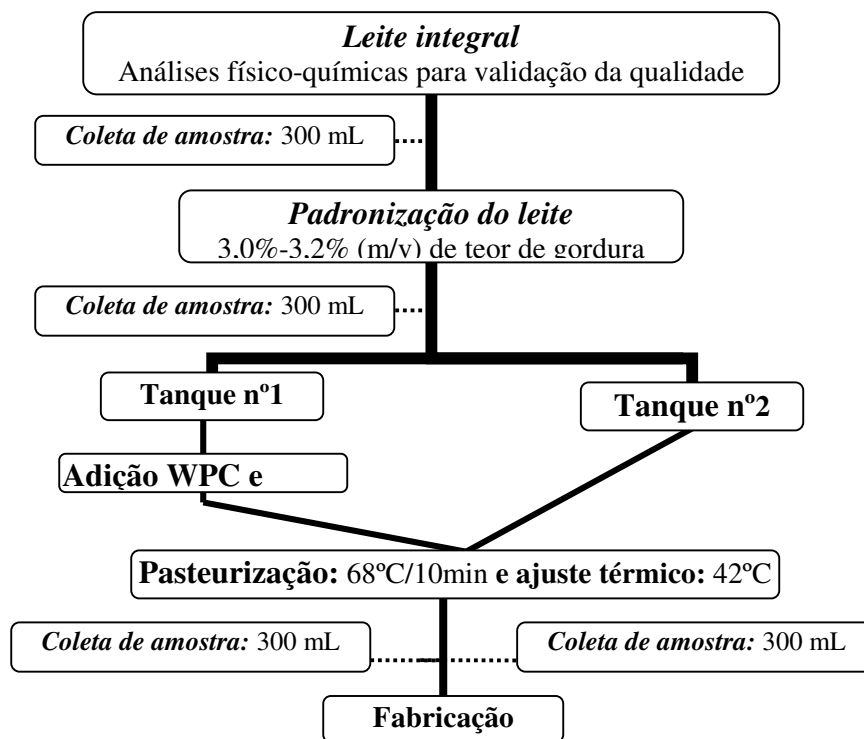 Leite integral
Análises físico-químicas para validação da qualidade
Coleta de amostra: 300 mL
Padronização do leite
3,0%-3,2% (m/v) de teor de gordura
Coleta de amostra: 300 mL
Tanque nº1
Tanque nº2
Adição WPC e
Pasteurização: 68ºC/10min e ajuste térmico: 42ºC
Coleta de amostra: 300 mL
Coleta de amostra: 300 mL
Fabricação